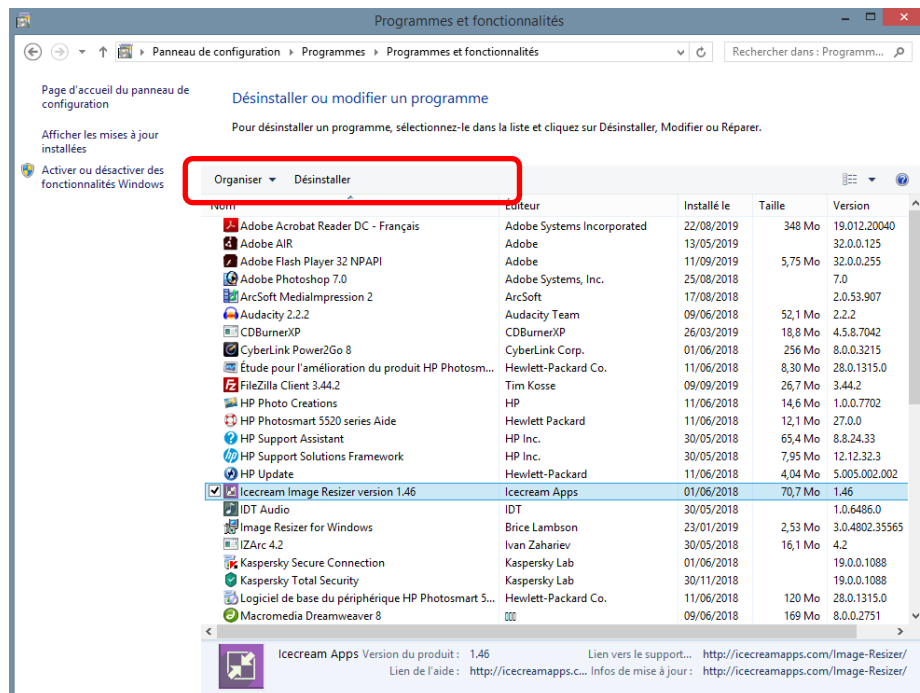 Programmes et fonctionnalités
Panneau de configuration Programmes Programmes et fonctionnalités Rechercher dans : Programm...
Page d'accueil du panneau de
configuration
Afficher les mises à jour
installées
Activer ou désactiver des
fonctionnalités Windows
Désinstaller ou modifier un programme
Pour désinstaller un programme, sélectionnez-le dans la liste et cliquez sur Désinstaller, Modifier ou Réparer.
Organiser Désinstaller
Nom Éditeur Installé le Taille Version
Adobe Acrobat Reader DC - Français Adobe Systems Incorporated 22/08/2019 348 Mo 19.012.20040
Adobe AIR Adobe 13/05/2019 32.0.0.125
Adobe Flash Player 32 NPAPI Adobe 11/09/2019 5,75 Mo 32.0.0.255
Adobe Photoshop 7.0 Adobe Systems, Inc. 25/08/2018 7.0
ArcSoft MediaImpression 2 ArcSoft 17/08/2018 2.0.53.907
Audacity 2.2.2 Audacity Team 09/06/2018 52,1 Mo 2.2.2
CDBurnerXP CDBurnerXP 26/03/2019 18,8 Mo 4.5.8.7042
CyberLink Power2Go 8 CyberLink Corp. 01/06/2018 256 Mo 8.0.0.3215
Étude pour l'amélioration du produit HP Photosm... Hewlett-Packard Co. 11/06/2018 8,30 Mo 28.0.1315.0
FileZilla Client 3.44.2 Tim Kosse 09/09/2019 26,7 Mo 3.44.2
HP Photo Creations HP 11/06/2018 14,6 Mo 1.0.0.7702
HP Photosmart 5520 series Aide Hewlett Packard 11/06/2018 12,1 Mo 27.0.0
HP Support Assistant HP Inc. 30/05/2018 65,4 Mo 8.8.24.33
HP Support Solutions Framework HP Inc. 30/05/2018 7,95 Mo 12.12.32.3
HP Update Hewlett-Packard 11/06/2018 4,04 Mo 5.005.002.002
Icecream Image Resizer version 1.46 Icecream Apps 01/06/2018 70,7 Mo 1.46
IDT Audio IDT 30/05/2018 1.0.6486.0
Image Resizer for Windows Brice Lambson 23/01/2019 2,53 Mo 3.0.4802.35565
IZArc 4.2 Ivan Zahariev 30/05/2018 16,1 Mo 4.2
Kaspersky Secure Connection Kaspersky Lab 01/06/2018 19.0.0.1088
Kaspersky Total Security Kaspersky Lab 30/11/2018 19.0.0.1088
Logiciel de base du périphérique HP Photosmart 5... Hewlett-Packard Co. 11/06/2018 120 Mo 28.0.1315.0
Macromedia Dreamweaver 8 09/06/2018 169 Mo 8.0.0.2751
Icecream Apps Version du produit : 1.46 Lien vers le support... http://icecreamapps.com/Image-Resizer/
Lien de l'aide : http://icecreamapps.c... Infos de mise à jour : http://icecreamapps.com/Image-Resizer/